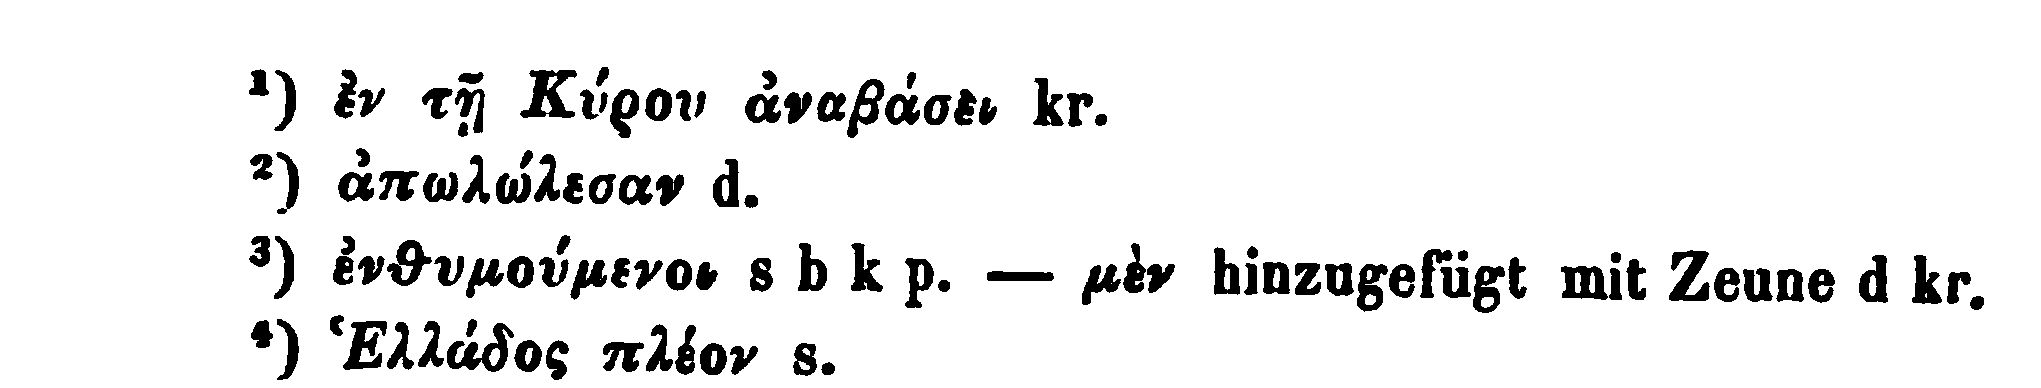 ¹) ἐν τῇ Κύρου ἀναβάσει kr.
²) ἀπωλώλεσαν d.
³) ἐνθυμούμενοι s b k p. — μὲν hinzugefügt mit Zeune d kr.
⁴) Ἑλλάδος πλέον s.